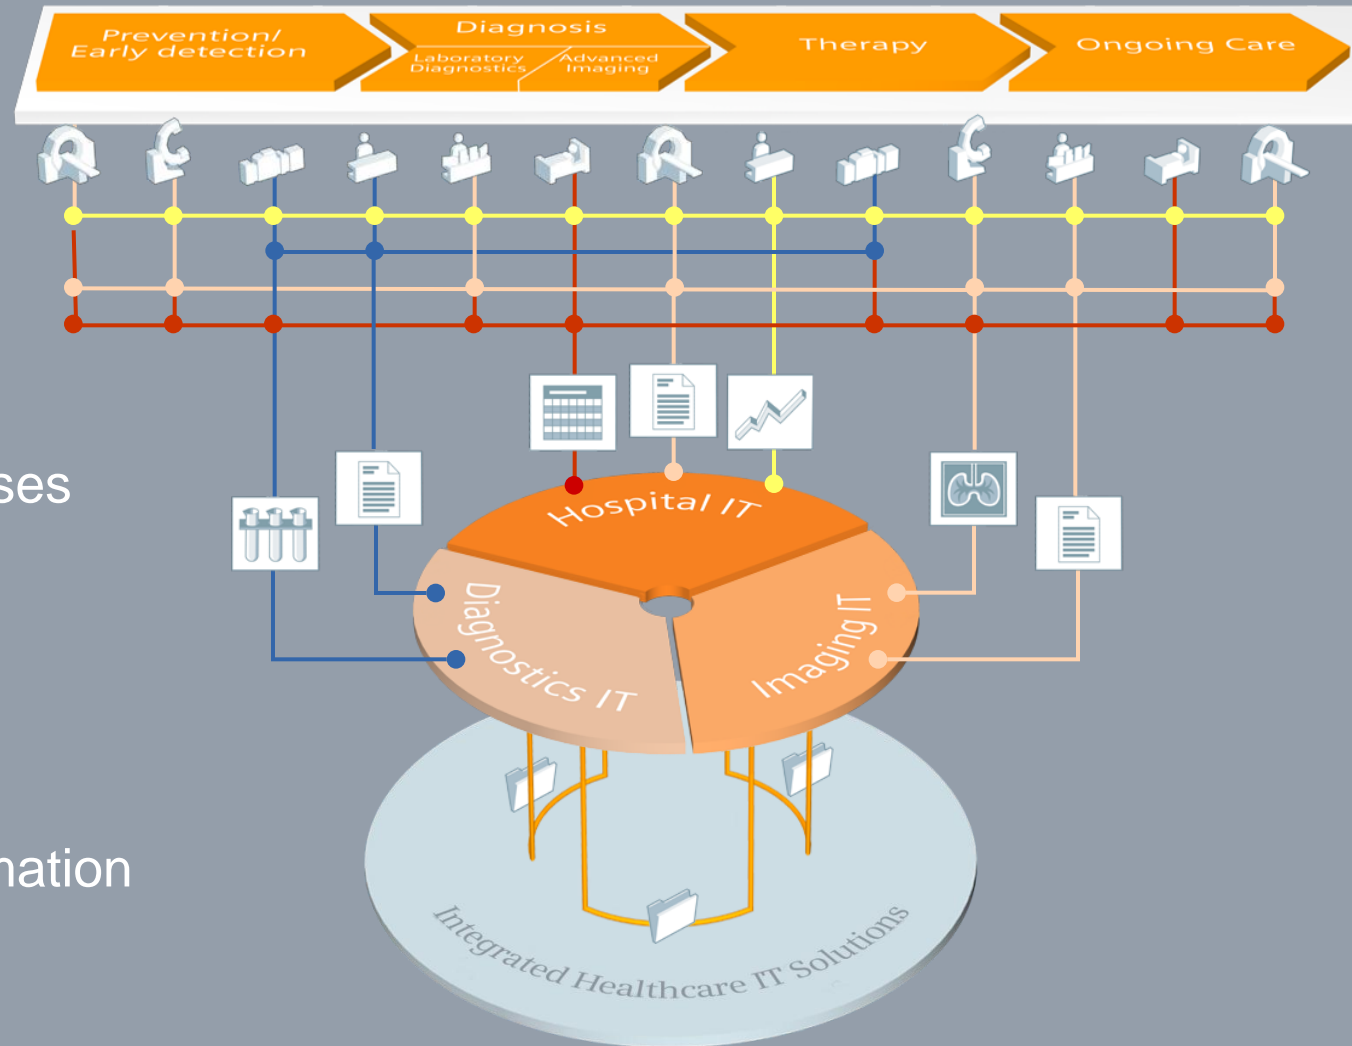 Prevention/
Early detection
Diagnosis
Laboratory
Diagnostics
Advanced
Imaging
Therapy
Ongoing Care
ses
Hospital IT
Diagnostics IT
Imaging IT
nation
Integrated Healthcare IT Solutions